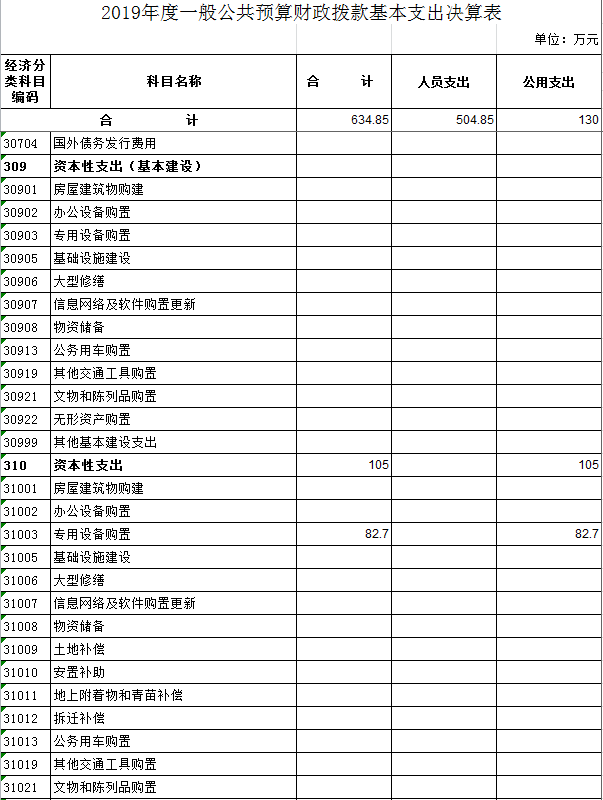 2019年度一般公共预算财政拨款基本支出决算表
单位：万元
经济分类科目编码 科目名称 合 计 人员支出 公用支出
合 计 634.85 504.85 130
30704 国外债务发行费用
309 资本性支出（基本建设）
30901 房屋建筑物购建
30902 办公设备购置
30903 专用设备购置
30905 基础设施建设
30906 大型修缮
30907 信息网络及软件购置更新
30908 物资储备
30913 公务用车购置
30919 其他交通工具购置
30921 文物和陈列品购置
30922 无形资产购置
30999 其他基本建设支出
310 资本性支出 105 105
31001 房屋建筑物购建
31002 办公设备购置
31003 专用设备购置 82.7 82.7
31005 基础设施建设
31006 大型修缮
31007 信息网络及软件购置更新
31008 物资储备
31009 土地补偿
31010 安置补助
31011 地上附着物和青苗补偿
31012 拆迁补偿
31013 公务用车购置
31019 其他交通工具购置
31021 文物和陈列品购置